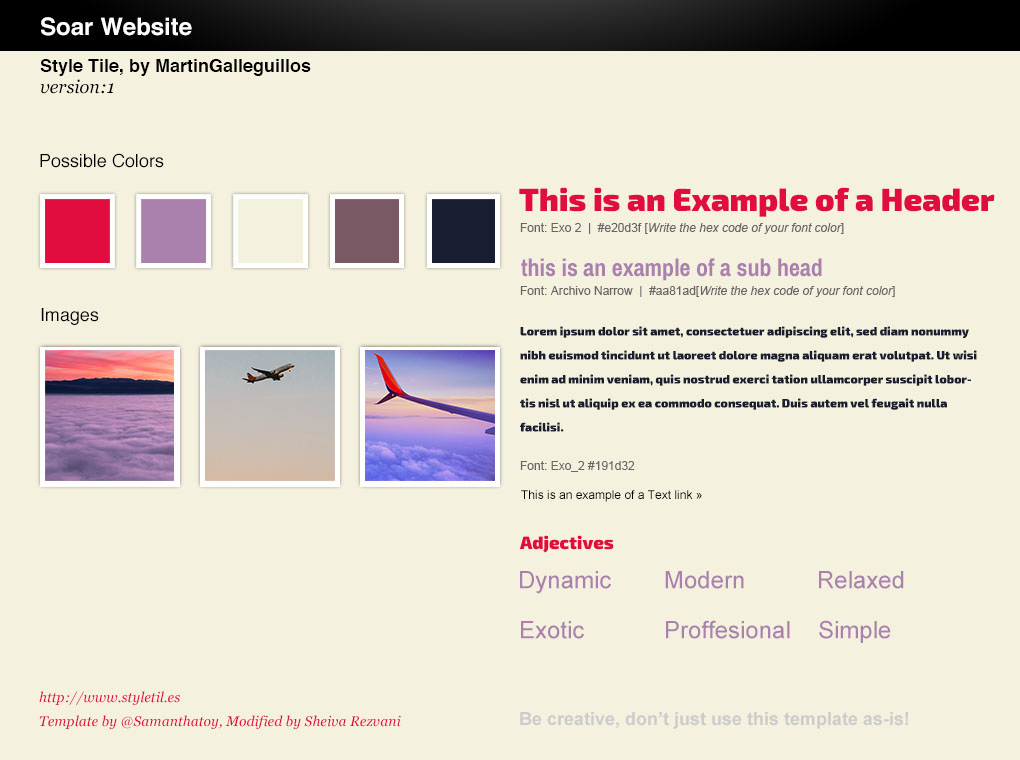 Soar Website
Style Tile, by MartinGalleguillos
version:1
Possible Colors
Images
This is an Example of a Header
Font: Exo 2 | #e20d3f [Write the hex code of your font color]
this is an example of a sub head
Font: Archivo Narrow | #aa81ad[Write the hex code of your font color]
Lorem ipsum dolor sit amet, consectetuer adipiscing elit, sed diam nonummy
nibh euismod tincidunt ut laoreet dolore magna aliquam erat volutpat. Ut wisi
enim ad minim veniam, quis nostrud exerci tation ullamcorper suscipit lobor-
tis nisl ut aliquip ex ea commodo consequat. Duis autem vel feugait nulla
facilisi.
Font: Exo_2 #191d32
This is an example of a Text link »
Adjectives
Dynamic Modern Relaxed
Exotic Proffesional Simple
http://www.styletil.es
Template by @Samanthatoy, Modified by Sheiva Rezvani
Be creative, don’t just use this template as-is!